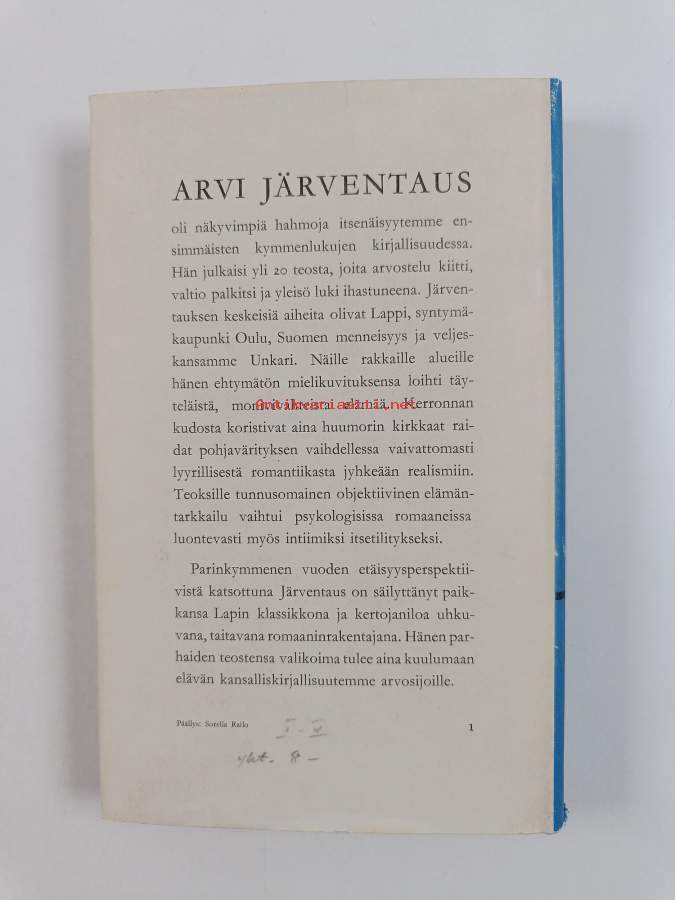 ARVI JÄRVENTAUS
oli näkyvimpiä hahmoja itsenäisyytemme en-
simmäisten kymmenlukujen kirjallisuudessa.
Hän julkaisi yli 20 teosta, joita arvostelu kiitti,
valtio palkitsi ja yleisö luki ihastuneena. Järven-
tauksen keskeisiä aiheita olivat Lappi, syntymä-
kaupunki Oulu, Suomen menneisyys ja veljes-
kansamme Unkari. Näille rakkaille alueille
hänen ehtymätön mielikuvituksensa loihti täy-
teläistä, monivivahteista elämää. Kerronnan
Antikvariaatti.net
kudosta koristivat aina huumorin kirkkaat rai-
dat pohjavärityksen vaihdellessa vaivattomasti
lyyrillisestä romantiikasta jyhkeään realismiin.
Teoksille tunnusomainen objektiivinen elämän-
tarkkailu vaihtui psykologisissa romaaneissa
luontevasti myös intiimiksi itsetilitykseksi.
Parinkymmenen vuoden etäisyysperspektii-
vistä katsottuna Järventaus on säilyttänyt paik-
kansa Lapin klassikkona ja kertojaniloa uhku-
vana, taitavana romaaninrakentajana. Hänen par-
haiden teostensa valikoima tulee aina kuulumaan
elävän kansalliskirjallisuutemme arvosijoille.
Päällys: Sorella Railo
1
I - V
yht. 8 –